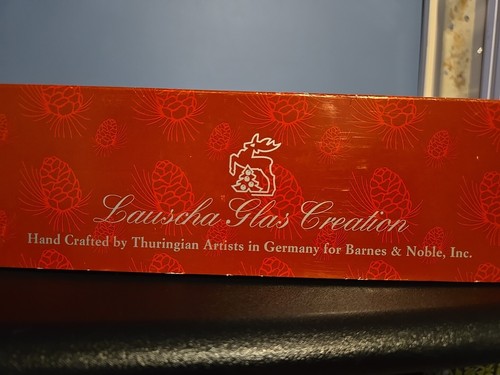 Lauscha Glas Creation
Hand Crafted by Thuringian Artists in Germany for Barnes & Noble, Inc.